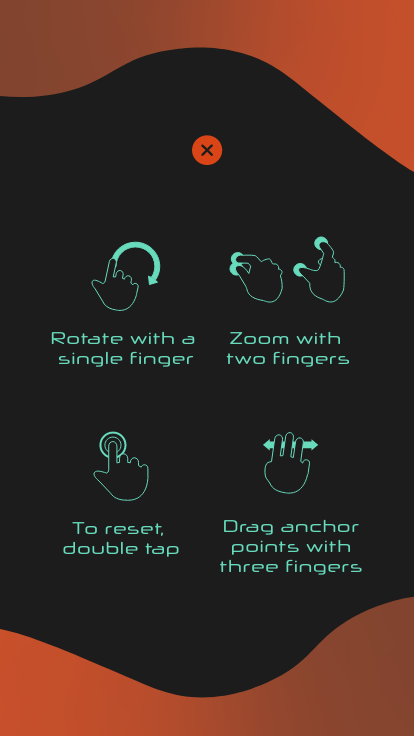 Rotate with a
single finger
Zoom with
two fingers
To reset,
double tap
Drag anchor
points with
three fingers